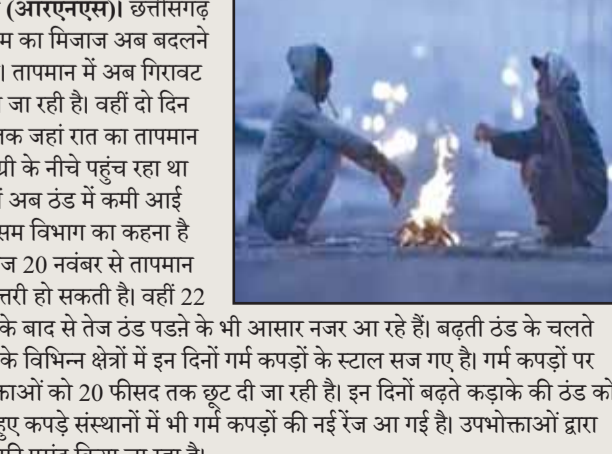 (आरएनएस)। छत्तीसगढ़
म का मिजाज अब बदलने
। तापमान में अब गिरावट
जा रही है। वहीं दो दिन
तक जहां रात का तापमान
ग्री के नीचे पहुंच रहा था
अब ठंड में कमी आई
सम विभाग का कहना है
ज 20 नवंबर से तापमान
त्तरी हो सकती है। वहीं 22
के बाद से तेज ठंड पडऩे के भी आसार नजर आ रहे हैं। बढ़ती ठंड के चलते
के विभिन्न क्षेत्रों में इन दिनों गर्म कपड़ों के स्टाल सज गए है। गर्म कपड़ों पर
क्ताओं को 20 फीसद तक छूट दी जा रही है। इन दिनों बढ़ते कड़ाके की ठंड को
हुए कपड़े संस्थानों में भी गर्म कपड़ों की नई रेंज आ गई है। उपभोक्ताओं द्वारा